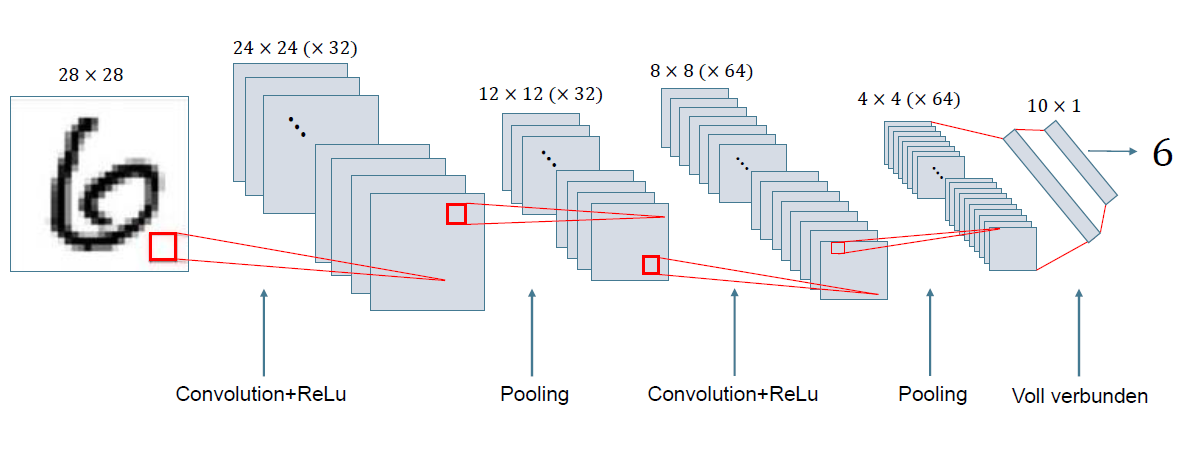 28 × 28
24 × 24 (× 32)
12 × 12 (× 32)
8 × 8 (× 64)
4 × 4 (× 64)
10 × 1
6
6
Convolution+ReLu
Pooling
Convolution+ReLu
Pooling
Voll verbunden